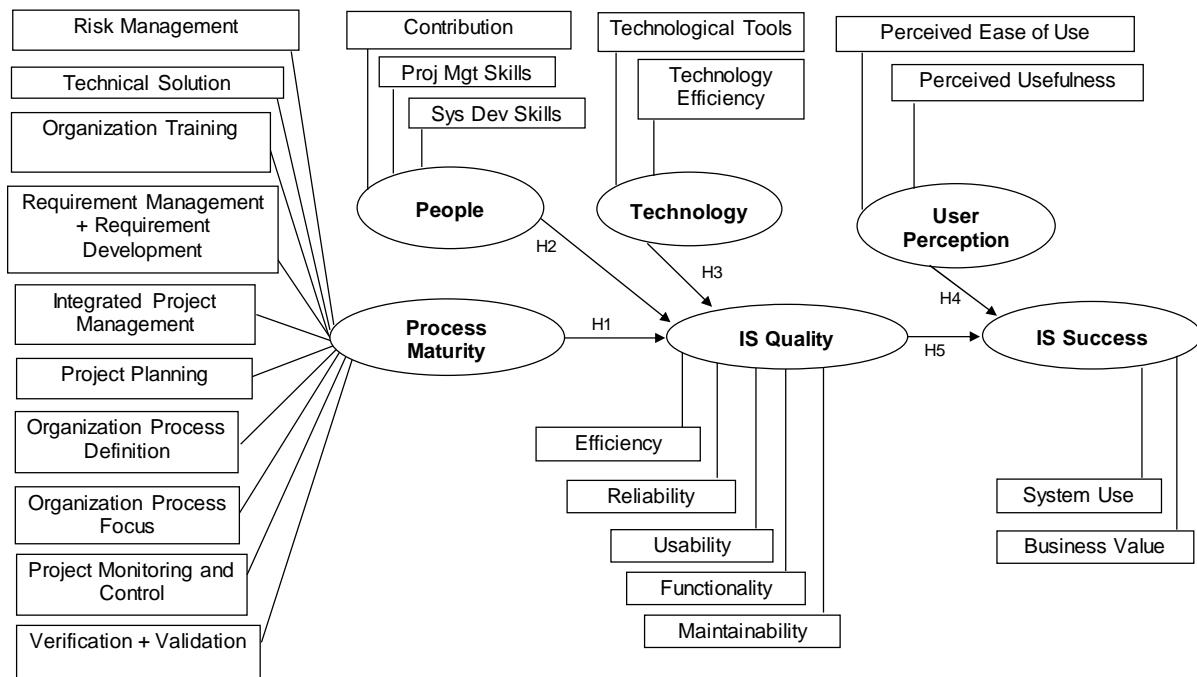 Risk Management
Technical Solution
Organization Training
Requirement Management
+ Requirement
Development
Integrated Project
Management
Project Planning
Organization Process
Definition
Organization Process
Focus
Project Monitoring and
Control
Verification + Validation
Contribution
Proj Mgt Skills
Sys Dev Skills
People
Technological Tools
Technology
Efficiency
Technology
Perceived Ease of Use
Perceived Usefulness
User
Perception
H2
H3
H4
Process
Maturity
H1
IS Quality
H5
IS Success
Efficiency
Reliability
Usability
Functionality
Maintainability
System Use
Business Value